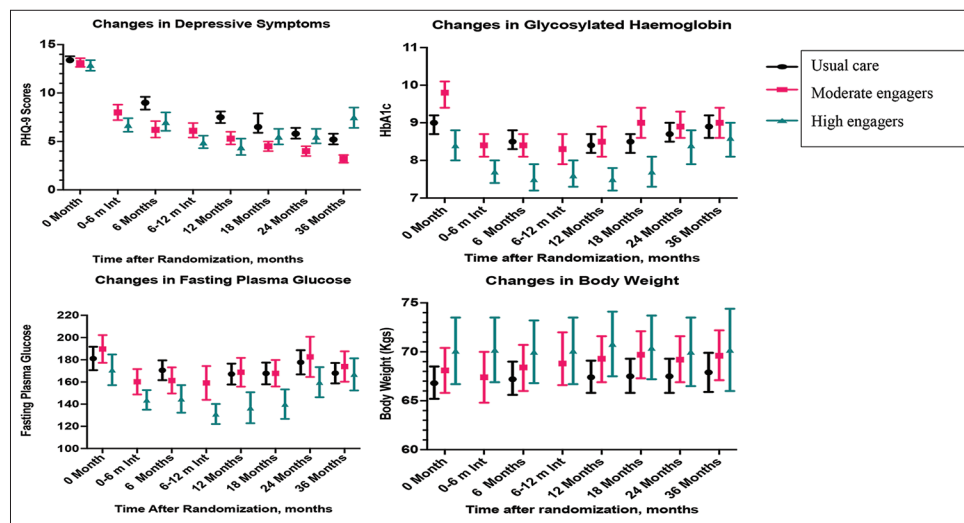 Changes in Depressive Symptoms
PHQ-9 Scores
15
10
5
0
0 Month
0-6 m Int
6 Months
6-12 m Int
12 Months
18 Months
24 Months
36 Months
Time after Randomization, months
Changes in Glycosylated Haemoglobin
HbA1c
11
10
9
8
7
0 Month
0-6 m Int
6 Months
6-12 m Int
12 Months
18 Months
24 Months
36 Months
Time after Randomization, months
Usual care
Moderate engagers
High engagers
Changes in Fasting Plasma Glucose
Fasting Plasma Glucose
220
200
180
160
140
120
100
0 Month
0-6 m Int
6 Months
6-12 m Int
12 Months
18 Months
24 Months
36 Months
Time After Randomization, months
Changes in Body Weight
Body Weight (Kgs)
75
70
65
60
0 Month
0-6 m Int
6 Months
6-12 m Int
12 Months
18 Months
24 Months
36 Months
Time after randomization, months